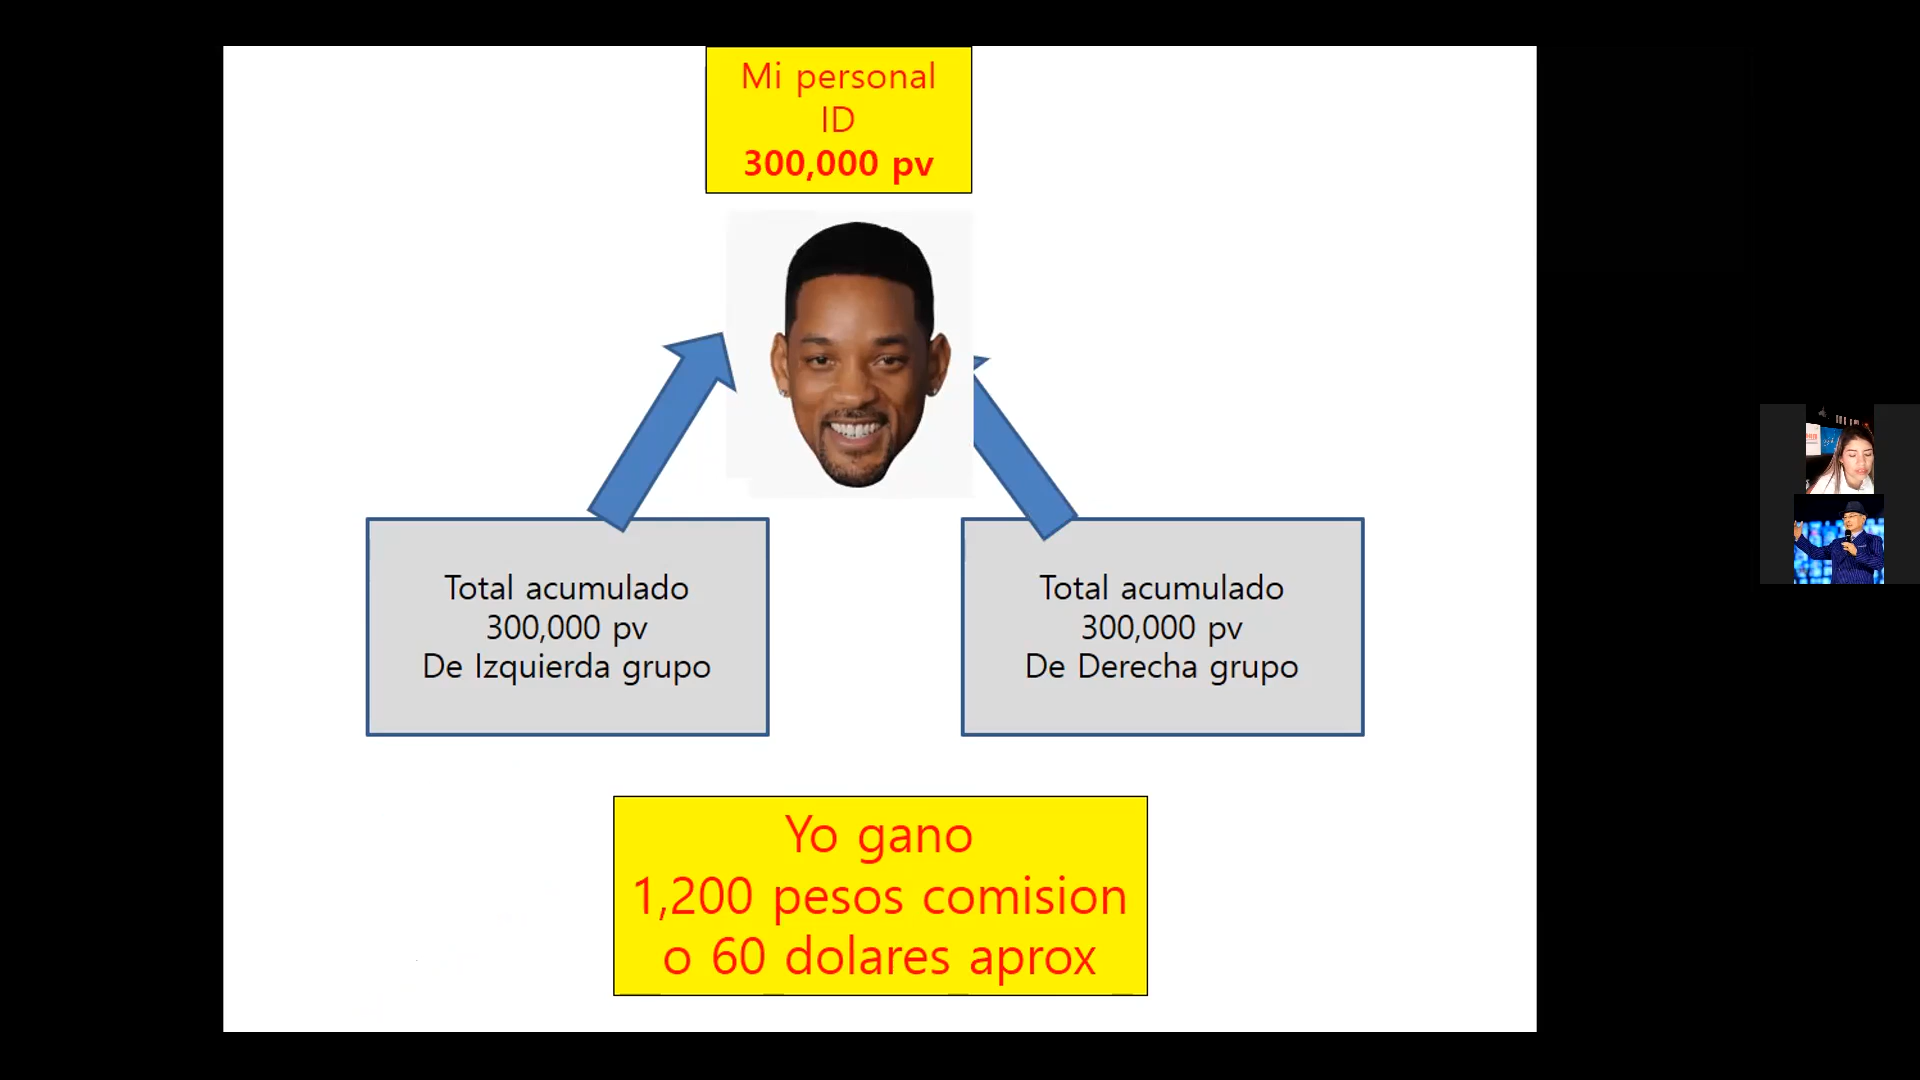 Mi personal
ID
300,000 pv
Total acumulado
300,000 pv
De Izquierda grupo
Total acumulado
300,000 pv
De Derecha grupo
Yo gano
1,200 pesos comision
o 60 dolares aprox